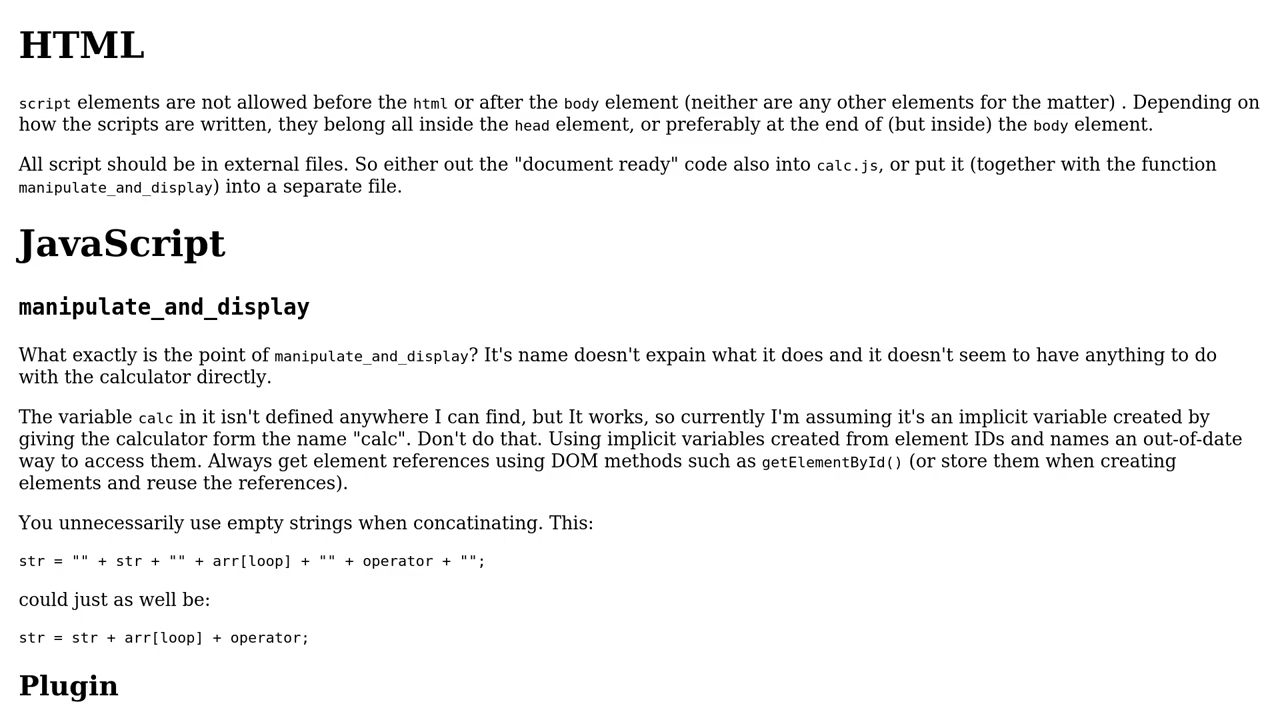 HTML
script elements are not allowed before the html or after the body element (neither are any other elements for the matter) . Depending on
how the scripts are written, they belong all inside the head element, or preferably at the end of (but inside) the body element.
All script should be in external files. So either out the "document ready" code also into calc.js, or put it (together with the function
manipulate_and_display) into a separate file.
JavaScript
manipulate_and_display
What exactly is the point of manipulate_and_display? It's name doesn't expain what it does and it doesn't seem to have anything to do
with the calculator directly.
The variable calc in it isn't defined anywhere I can find, but It works, so currently I'm assuming it's an implicit variable created by
giving the calculator form the name "calc". Don't do that. Using implicit variables created from element IDs and names an out-of-date
way to access them. Always get element references using DOM methods such as getElementById() (or store them when creating
elements and reuse the references).
You unnecessarily use empty strings when concatinating. This:
str = "" + str + "" + arr[loop] + "" + operator + "";
could just as well be:
str = str + arr[loop] + operator;
Plugin